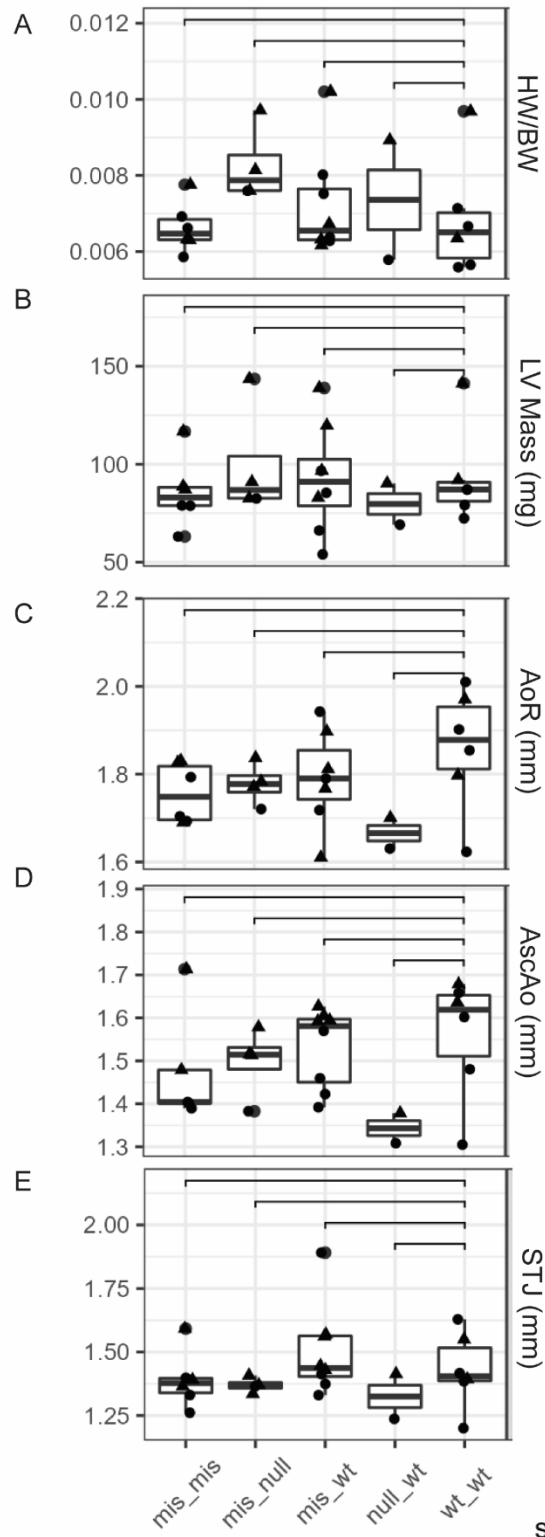 A
0.012
0.010
0.008
0.006
HW/BW
B
150
100
50
LV Mass (mg)
C
2.2
2.0
1.8
1.6
AoR (mm)
D
1.9
1.8
1.7
1.6
1.5
1.4
1.3
AscAo (mm)
E
2.00
1.75
1.50
1.25
STJ (mm)
mis_mis
mis_null
mis_wt
null_wt
wt_wt
s